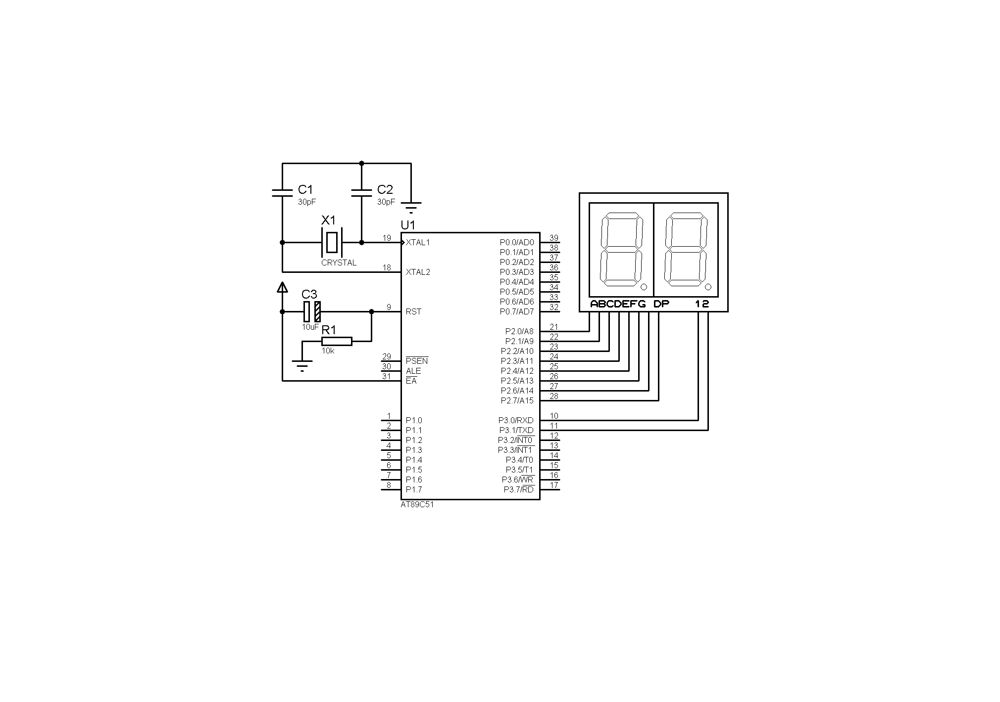 C1
30pF
C2
30pF
X1
CRYSTAL
U1
19 XTAL1
18 XTAL2
C3
10uF
9 RST
R1
10k
29 PSEN
30 ALE
31 EA
1 P1.0
2 P1.1
3 P1.2
4 P1.3
5 P1.4
6 P1.5
7 P1.6
8 P1.7
P0.0/AD0 39
P0.1/AD1 38
P0.2/AD2 37
P0.3/AD3 36
P0.4/AD4 35
P0.5/AD5 34
P0.6/AD6 33
P0.7/AD7 32
P2.0/A8 21
P2.1/A9 22
P2.2/A10 23
P2.3/A11 24
P2.4/A12 25
P2.5/A13 26
P2.6/A14 27
P2.7/A15 28
P3.0/RXD 10
P3.1/TXD 11
P3.2/INT0 12
P3.3/INT1 13
P3.4/T0 14
P3.5/T1 15
P3.6/WR 16
P3.7/RD 17
AT89C51
ABCDEFG DP 12